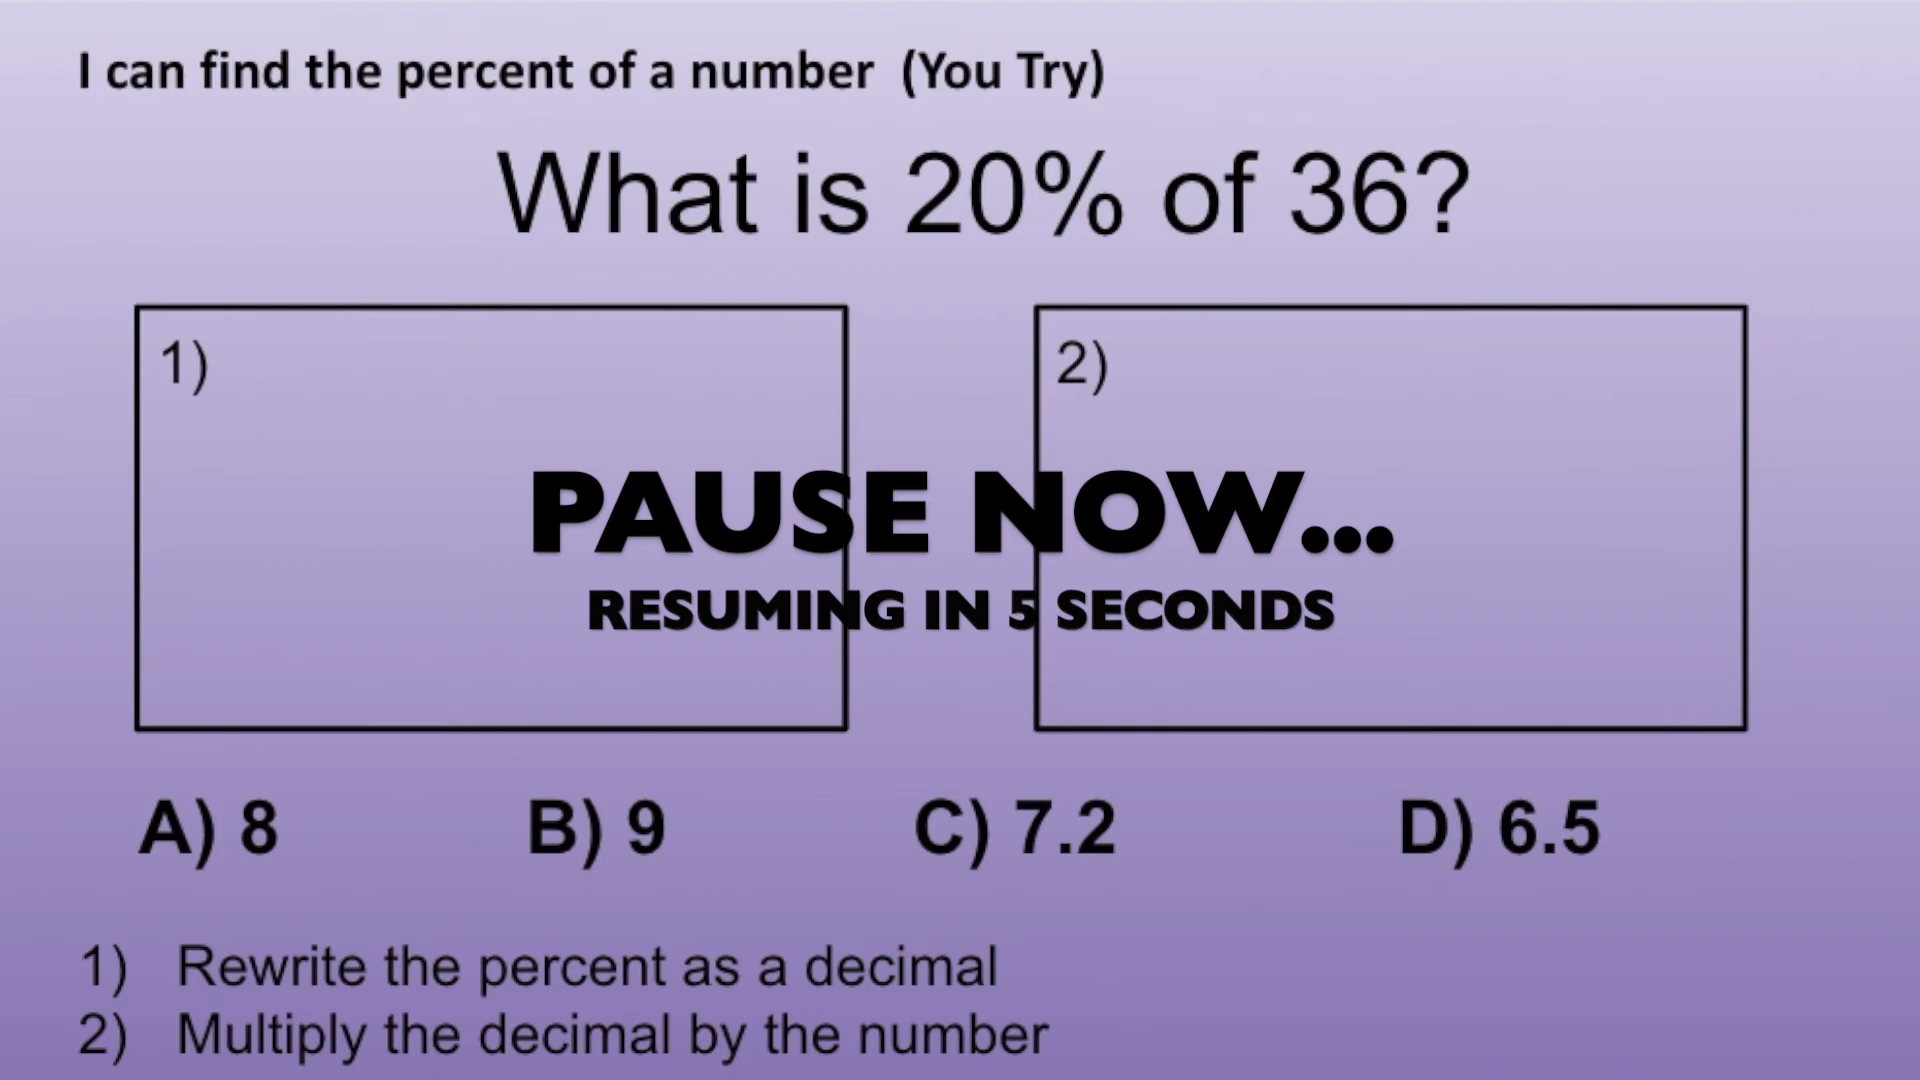 I can find the percent of a number (You Try)
What is 20% of 36?
1)
2)
PAUSE NOW...
RESUMING IN 5 SECONDS
A) 8 B) 9 C) 7.2 D) 6.5
1) Rewrite the percent as a decimal
2) Multiply the decimal by the number